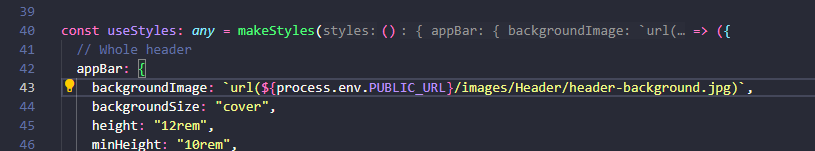 39
40 const useStyles: any = makeStyles(styles: () : { appBar: { backgroundImage: `url(… => ({
41 // Whole header
42 appBar: {
43 backgroundImage: `url(${process.env.PUBLIC_URL}/images/Header/header-background.jpg)`,
44 backgroundSize: "cover",
45 height: "12rem",
46 minHeight: "10rem",